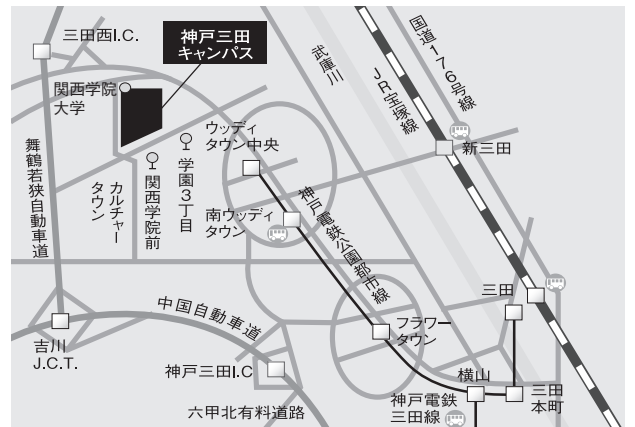 三田西I.C.
神戸三田
キャンパス
関西学院
大学
舞鶴若狭自動車道
カルチャー
タウン
関西学院前
学園3丁目
ウッディ
タウン中央
南ウッディ
タウン
神戸電鉄公園都市線
武庫川
JR宝塚線
国道176号線
新三田
三田
フラワー
タウン
横山
三田
本町
神戸電鉄
三田線
中国自動車道
吉川
J.C.T.
神戸三田I.C
六甲北有料道路